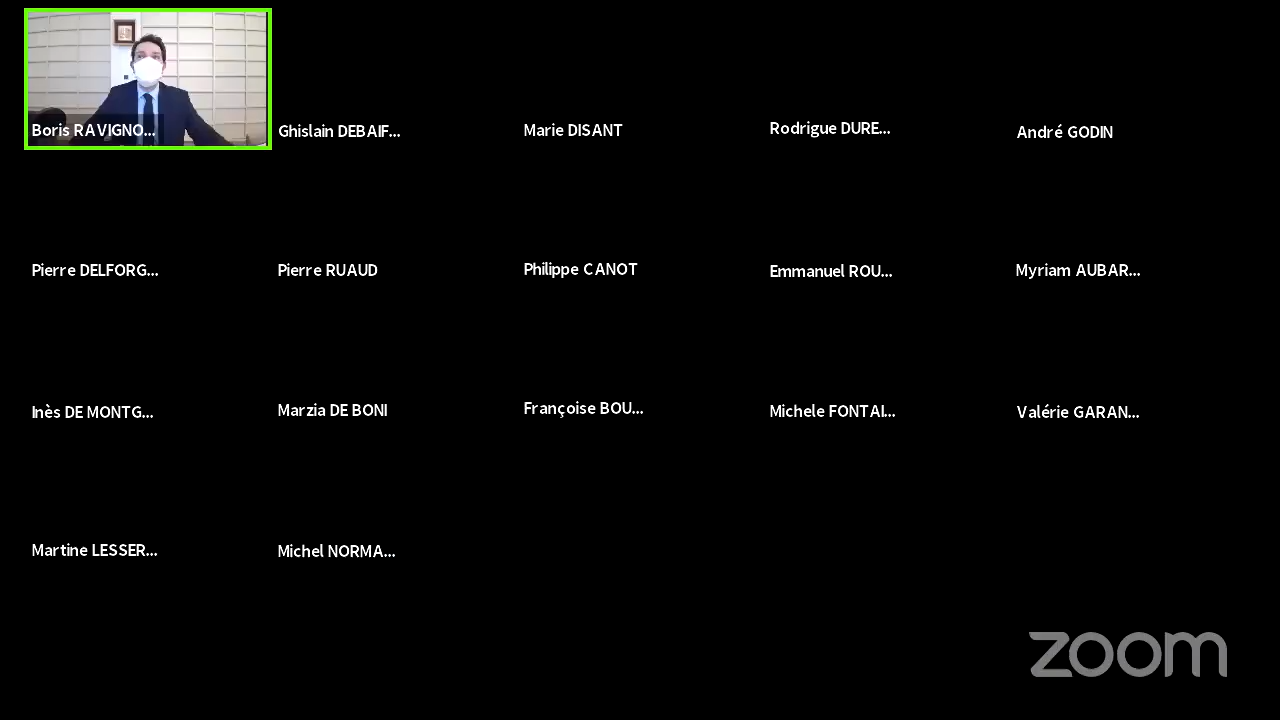 Boris RAVIGNO...
Ghislain DEBAIF...
Marie DISANT
Rodrigue DURE...
André GODIN
Pierre DELFORG...
Pierre RUAUD
Philippe CANOT
Emmanuel ROU...
Myriam AUBAR...
Inès DE MONTG...
Marzia DE BONI
Françoise BOU...
Michele FONTAI...
Valérie GARAN...
Martine LESSER...
Michel NORMA...
zoom